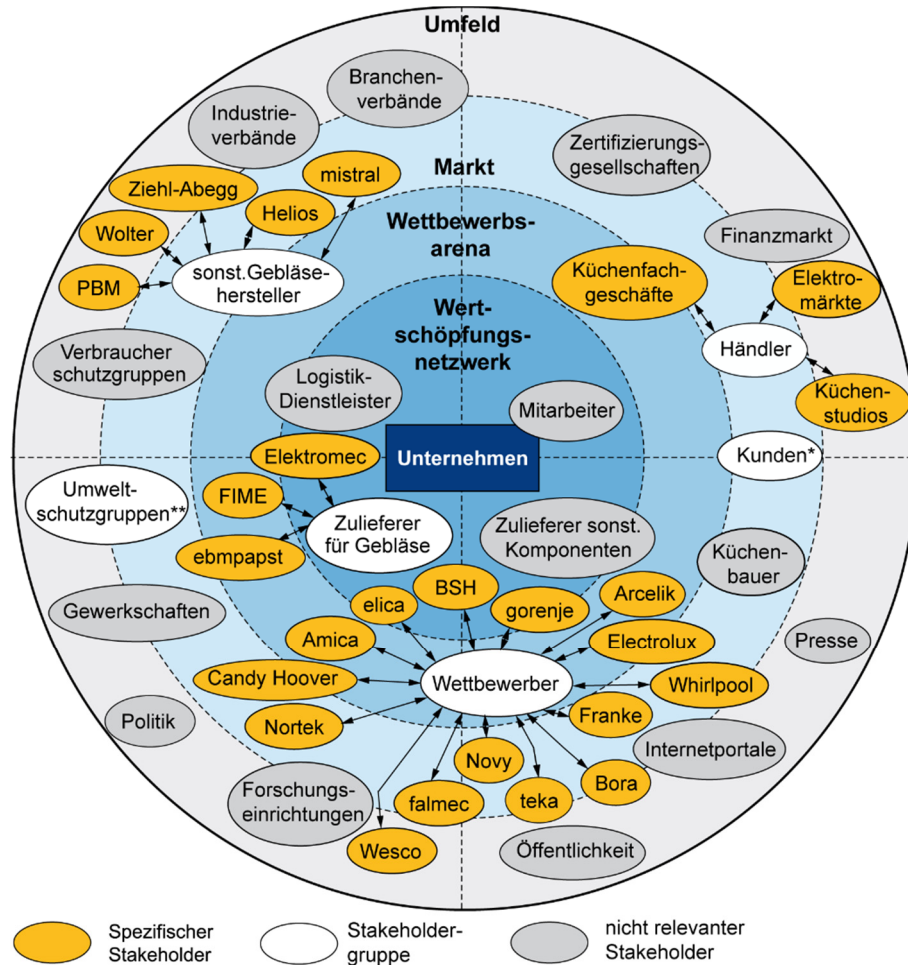 Umfeld
Branchen-
verbände
Industrie-
verbände
Zertifizierungs-
gesellschaften
Markt
mistral
Ziehl-Abegg
Helios
Wolter
Wettbewerbs-
arena
Finanzmarkt
sonst.Gebläse-
hersteller
PBM
Küchenfach-
geschäfte
Elektro-
märkte
Wert-
schöpfungs-
netzwerk
Händler
Verbraucher
schutzgruppen
Logistik-
Dienstleister
Mitarbeiter
Küchen-
studios
Elektromec
Unternehmen
Kunden*
Umwelt-
schutzgruppen**
FIME
Zulieferer
für Gebläse
Zulieferer sonst.
Komponenten
ebmpapst
Küchen-
bauer
BSH
Arcelik
elica
gorenje
Gewerkschaften
Amica
Electrolux
Presse
Candy Hoover
Wettbewerber
Whirlpool
Politik
Nortek
Franke
Internetportale
Novy
Bora
Forschungs-
einrichtungen
falmec
teka
Wesco
Öffentlichkeit
Spezifischer
Stakeholder
Stakeholder-
gruppe
nicht relevanter
Stakeholder